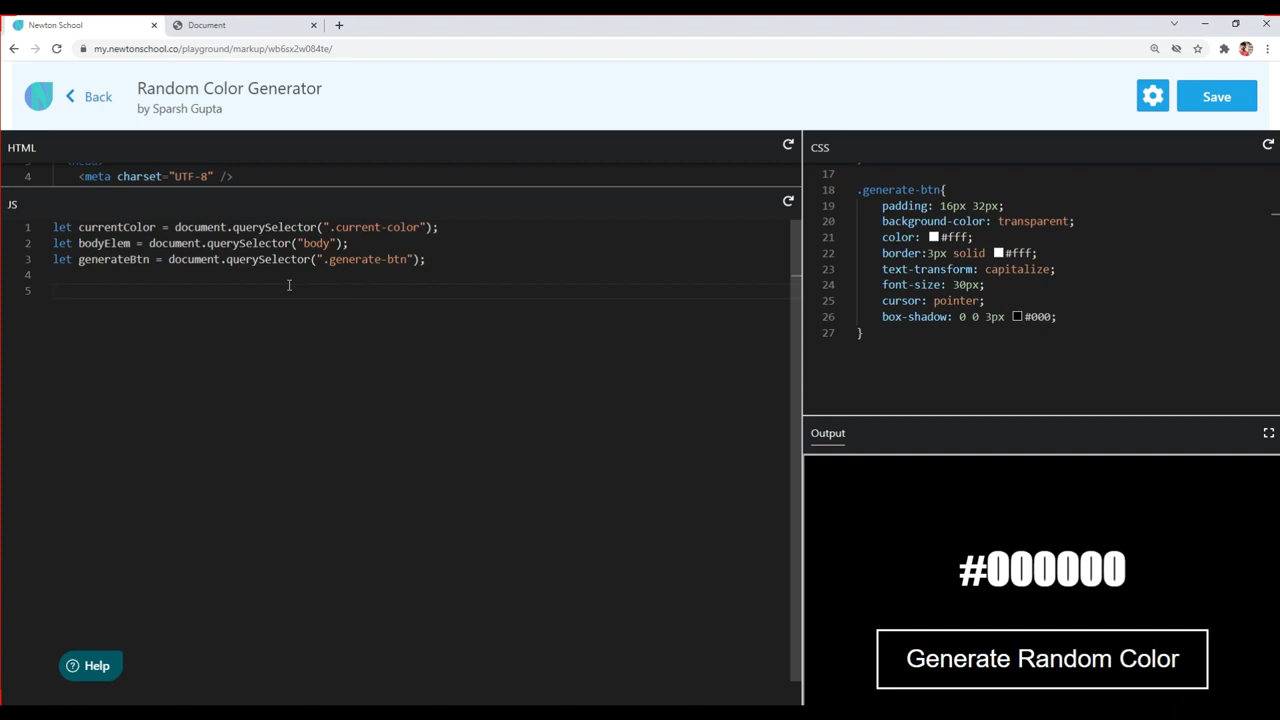 Newton School
Document
my.newtonschool.co/playground/markup/wb6sx2w084te/
Back
Random Color Generator
by Sparsh Gupta
Save
HTML
4 <meta charset="UTF-8" />
JS
1 let currentColor = document.querySelector(".current-color");
2 let bodyElem = document.querySelector("body");
3 let generateBtn = document.querySelector(".generate-btn");
4
5
Help
CSS
17
18 .generate-btn{
19 padding: 16px 32px;
20 background-color: transparent;
21 color: #fff;
22 border:3px solid #fff;
23 text-transform: capitalize;
24 font-size: 30px;
25 cursor: pointer;
26 box-shadow: 0 0 3px #000;
27 }
Output
#000000
Generate Random Color